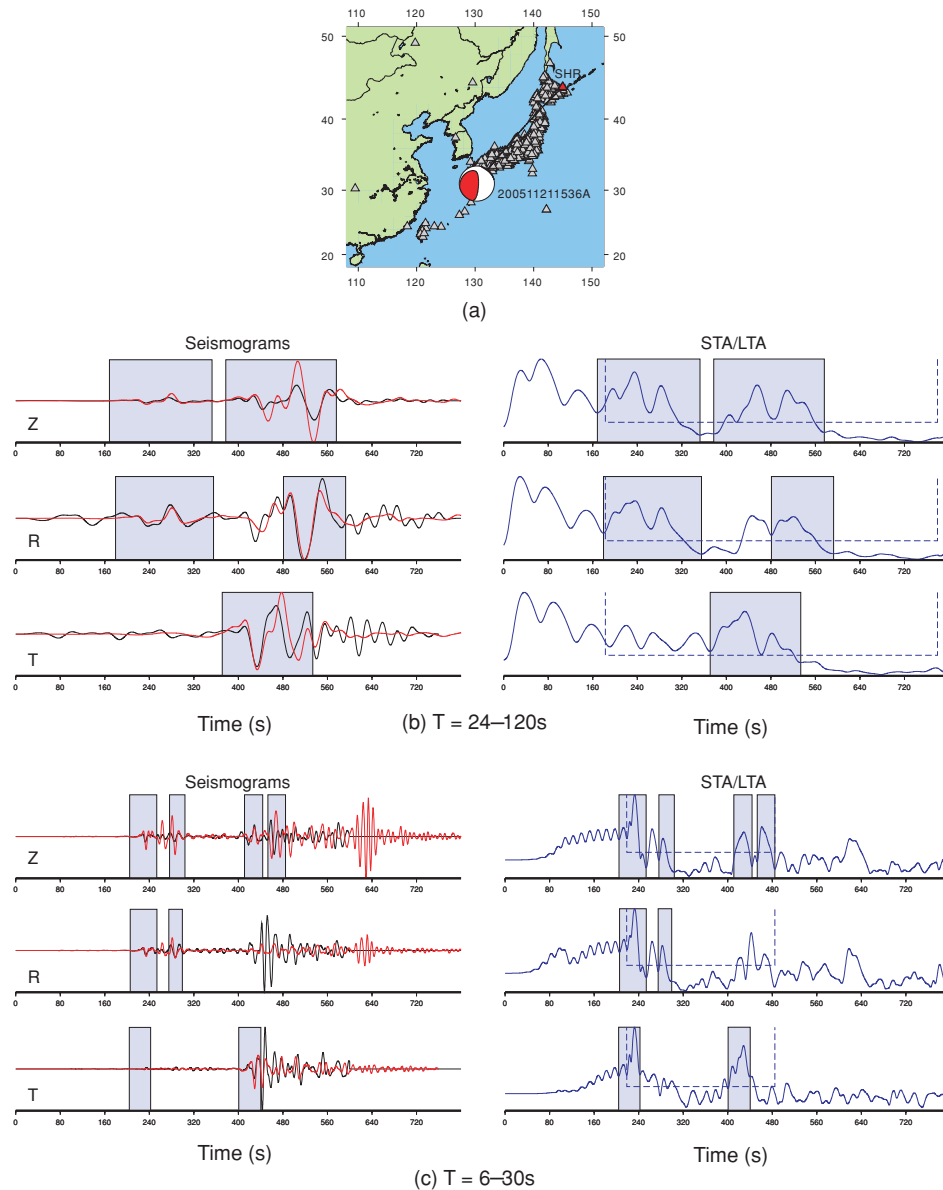 110 120 130 140 150
50 50
SHR
40 40
30 30
200511211536A
20 20
110 120 130 140 150
(a)
Seismograms STA/LTA
Z
0 80 160 240 320 400 480 560 640 720 0 80 160 240 320 400 480 560 640 720
R
0 80 160 240 320 400 480 560 640 720 0 80 160 240 320 400 480 560 640 720
T
0 80 160 240 320 400 480 560 640 720 0 80 160 240 320 400 480 560 640 720
Time (s) Time (s)
(b) T = 24–120s
Seismograms STA/LTA
Z
0 80 160 240 320 400 480 560 640 720 0 80 160 240 320 400 480 560 640 720
R
0 80 160 240 320 400 480 560 640 720 0 80 160 240 320 400 480 560 640 720
T
0 80 160 240 320 400 480 560 640 720 0 80 160 240 320 400 480 560 640 720
Time (s) Time (s)
(c) T = 6–30s